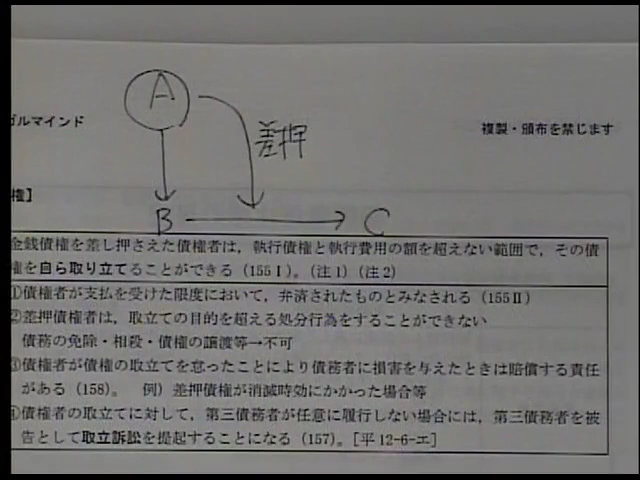 A
ゴルマインド
複製・頒布を禁じます
差押
権】
B
C
金銭債権を差し押さえた債権者は，執行債権と執行費用の額を超えない範囲で，その債
権を自ら取り立てることができる（155Ⅰ）。（注1）（注2）
①債権者が支払を受けた限度において，弁済されたものとみなされる（155Ⅱ）
②差押債権者は，取立ての目的を超える処分行為をすることができない
債務の免除・相殺・債権の譲渡等→不可
③債権者が債権の取立てを怠ったことにより債務者に損害を与えたときは賠償する責任
がある（158）。　例）差押債権が消滅時効にかかった場合等
④債権者の取立てに対して，第三債務者が任意に履行しない場合には，第三債務者を被
告として取立訴訟を提起することになる（157）。［平12-6-エ］